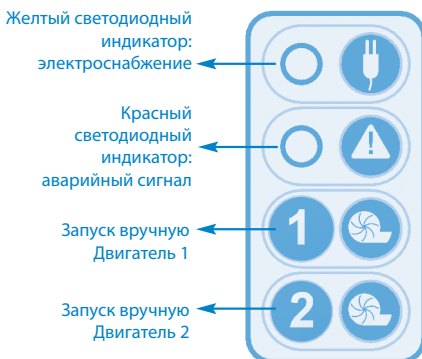 Желтый светодиодный
индикатор:
электроснабжение
Красный
светодиодный
индикатор:
аварийный сигнал
1
Запуск вручную
Двигатель 1
2
Запуск вручную
Двигатель 2